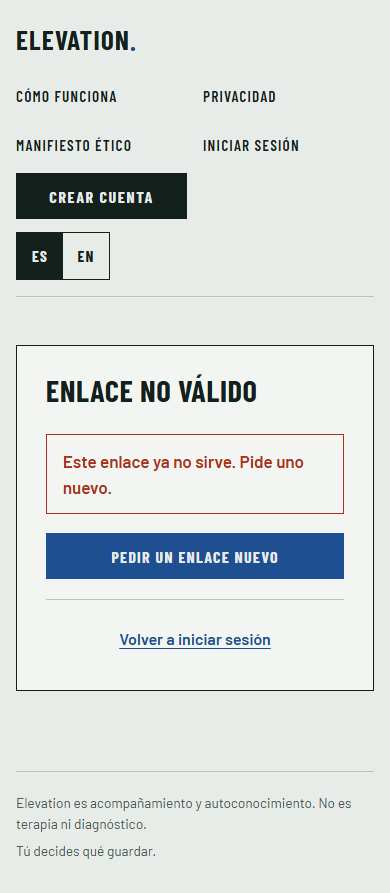 ELEVATION.
CÓMO FUNCIONA
PRIVACIDAD
MANIFIESTO ÉTICO
INICIAR SESIÓN
CREAR CUENTA
ES
EN
ENLACE NO VÁLIDO
Este enlace ya no sirve. Pide uno
nuevo.
PEDIR UN ENLACE NUEVO
Volver a iniciar sesión
Elevation es acompañamiento y autoconocimiento. No es
terapia ni diagnóstico.
Tú decides qué guardar.